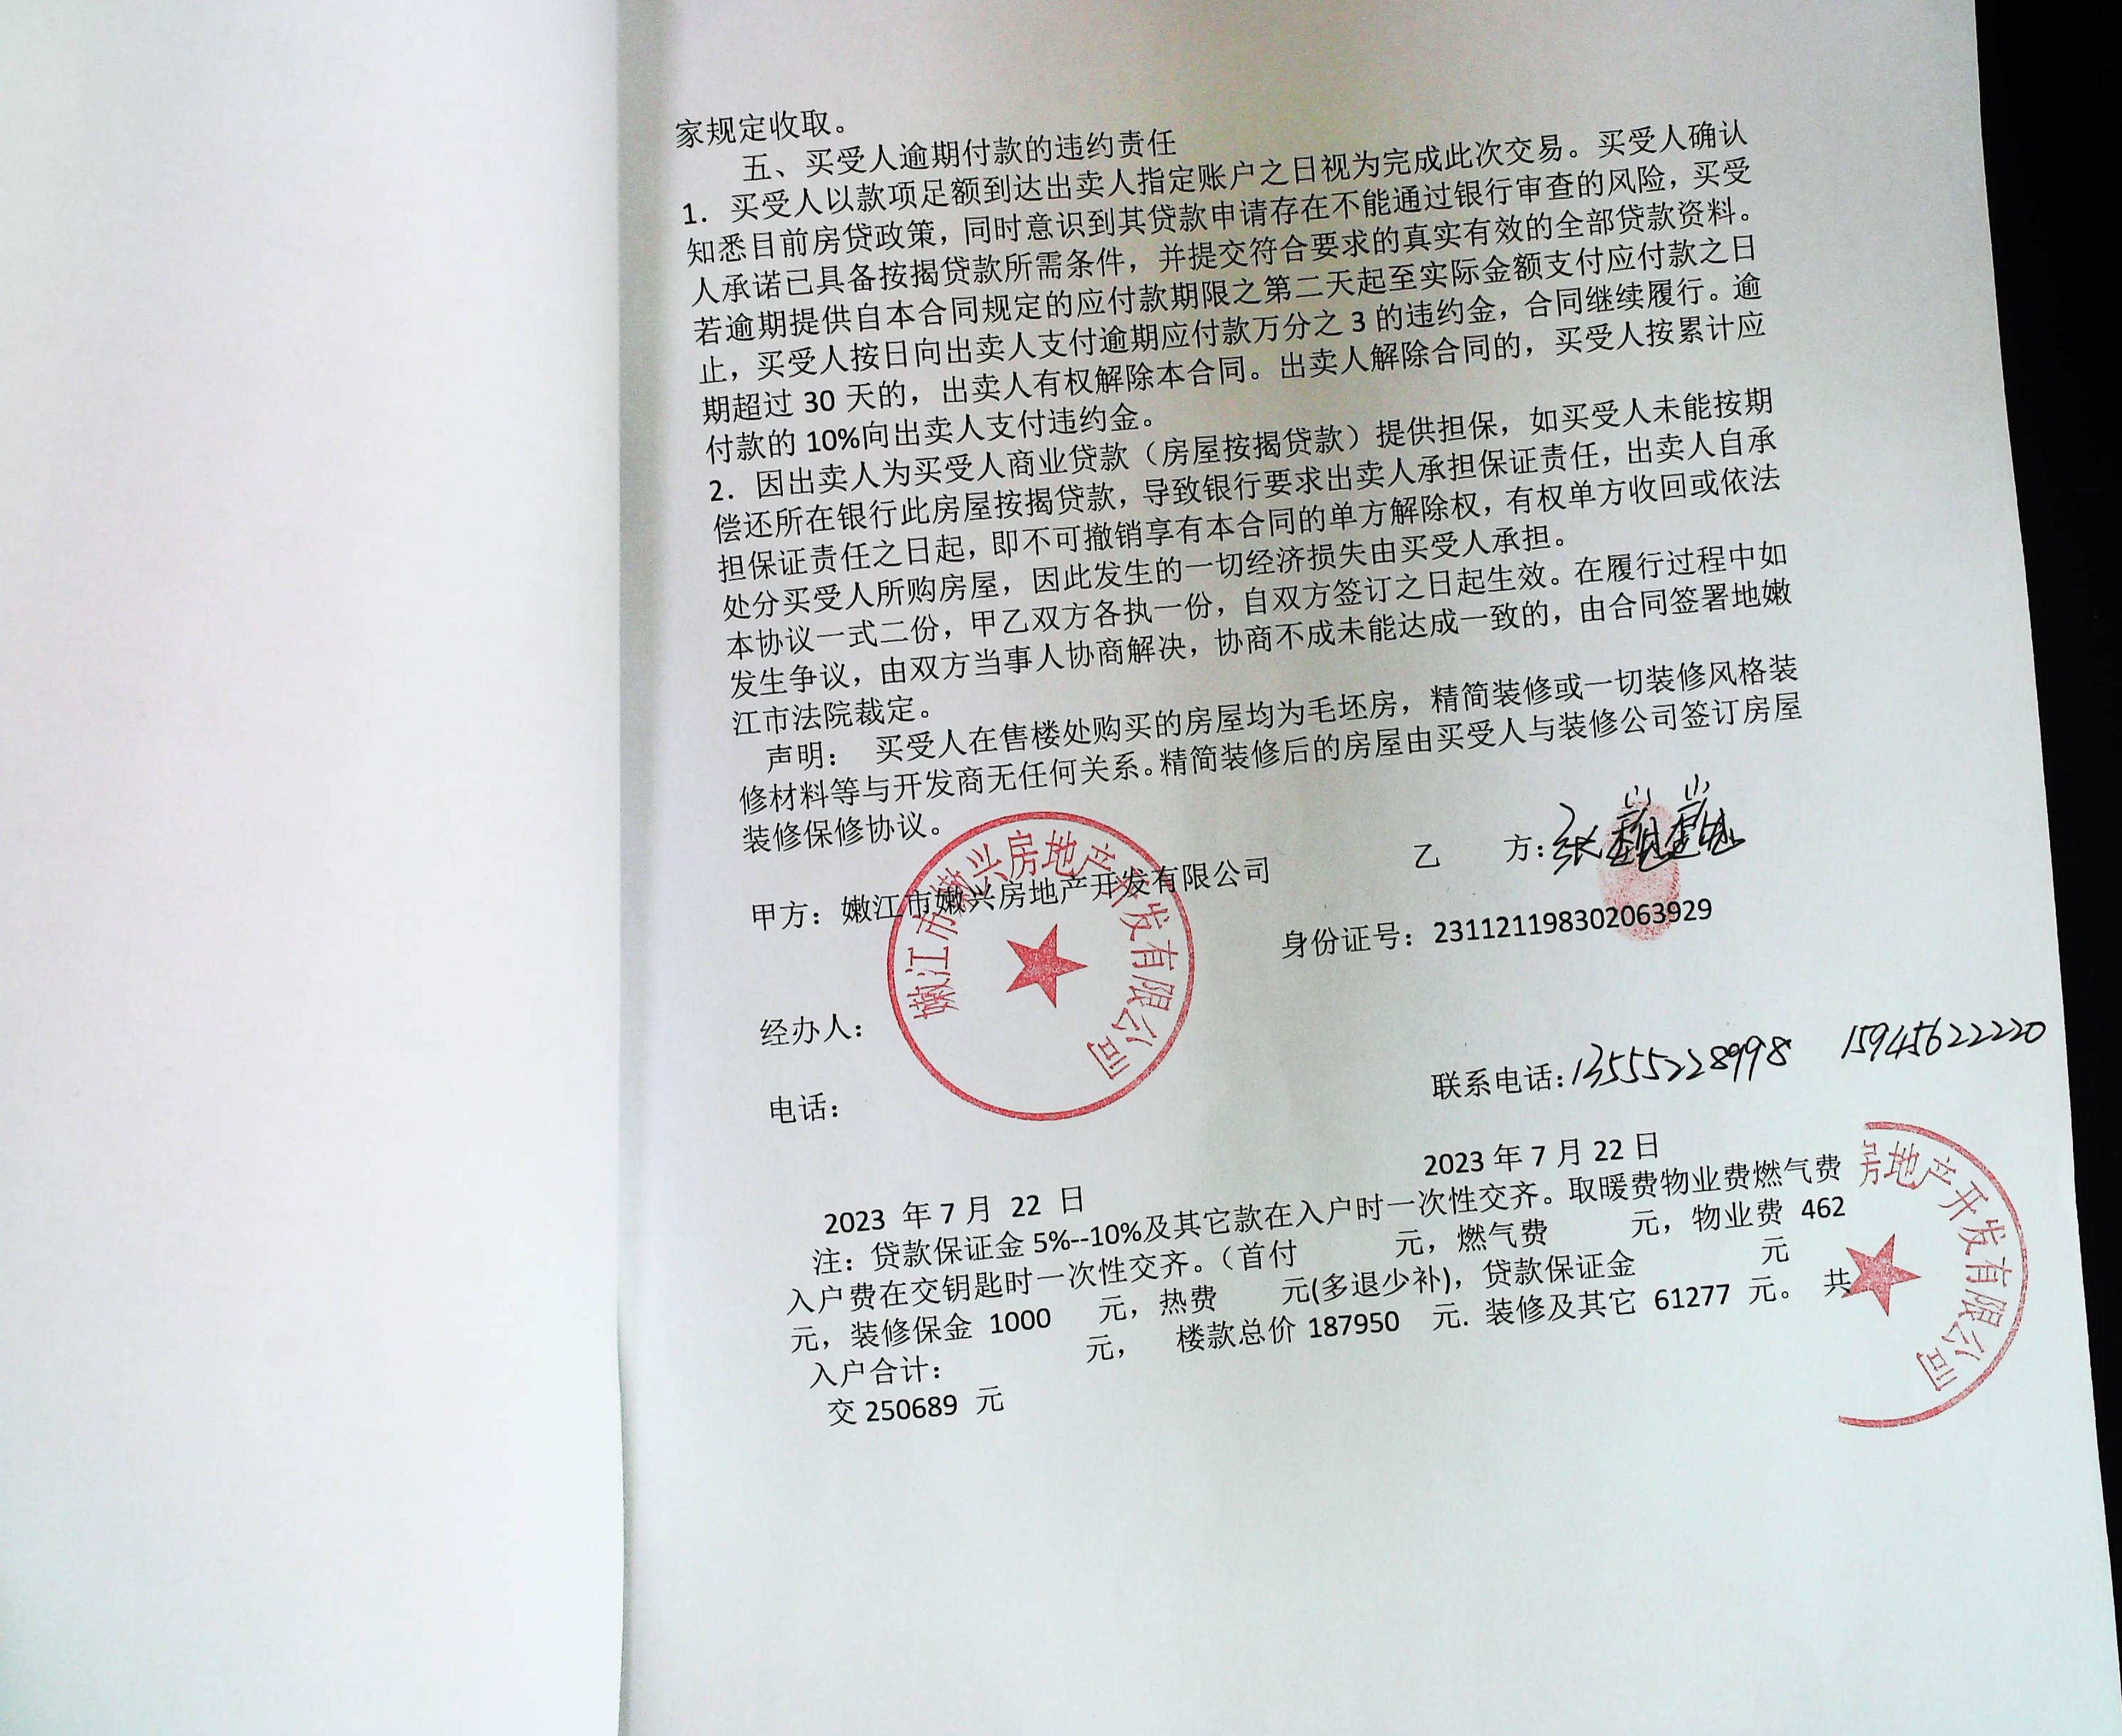 家规定收取。
五、买受人逾期付款的违约责任
1. 买受人以款项足额到达出卖人指定账户之日视为完成此次交易。买受人确认
知悉目前房贷政策，同时意识到其贷款申请存在不能通过银行审查的风险，买受
人承诺已具备按揭贷款所需条件，并提交符合要求的真实有效的全部贷款资料。
若逾期提供自本合同规定的应付款期限之第二天起至实际金额支付应付款之日
止，买受人按日向出卖人支付逾期应付款万分之 3 的违约金，合同继续履行。逾
期超过 30 天的，出卖人有权解除本合同。出卖人解除合同的，买受人按累计应
付款的 10%向出卖人支付违约金。
2. 因出卖人为买受人商业贷款（房屋按揭贷款）提供担保，如买受人未能按期
偿还所在银行此房屋按揭贷款，导致银行要求出卖人承担保证责任，出卖人自承
担保证责任之日起，即不可撤销享有本合同的单方解除权，有权单方收回或依法
处分买受人所购房屋，因此发生的一切经济损失由买受人承担。
本协议一式二份，甲乙双方各执一份，自双方签订之日起生效。在履行过程中如
发生争议，由双方当事人协商解决，协商不成未能达成一致的，由合同签署地嫩
江市法院裁定。
声明： 买受人在售楼处购买的房屋均为毛坯房，精简装修或一切装修风格装
修材料等与开发商无任何关系。精简装修后的房屋由买受人与装修公司签订房屋
装修保修协议。
甲方：嫩江市嫩兴房地产开发有限公司
乙 方：张
嫩江市嫩兴房地产开发有限公司
身份证号：231121198302063929
经办人：
电话：
联系电话：13555228998 15945622220
2023 年 7 月 22 日
2023 年 7 月 22 日
注：贷款保证金 5%--10%及其它款在入户时一次性交齐。取暖费物业费燃气费
入户费在交钥匙时一次性交齐。（首付 元，燃气费 元，物业费 462
元，装修保金 1000 元，热费 元(多退少补)，贷款保证金 元
入户合计： 元， 楼款总价 187950 元. 装修及其它 61277 元。 共
交 250689 元
房地产开发有限公司